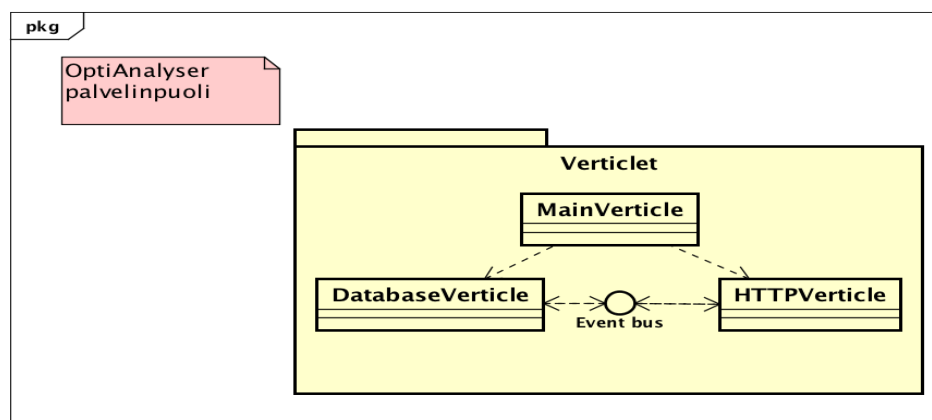 pkg
OptiAnalyser
palvelinpuoli
Verticlet
MainVerticle
DatabaseVerticle
HTTPVerticle
Event bus